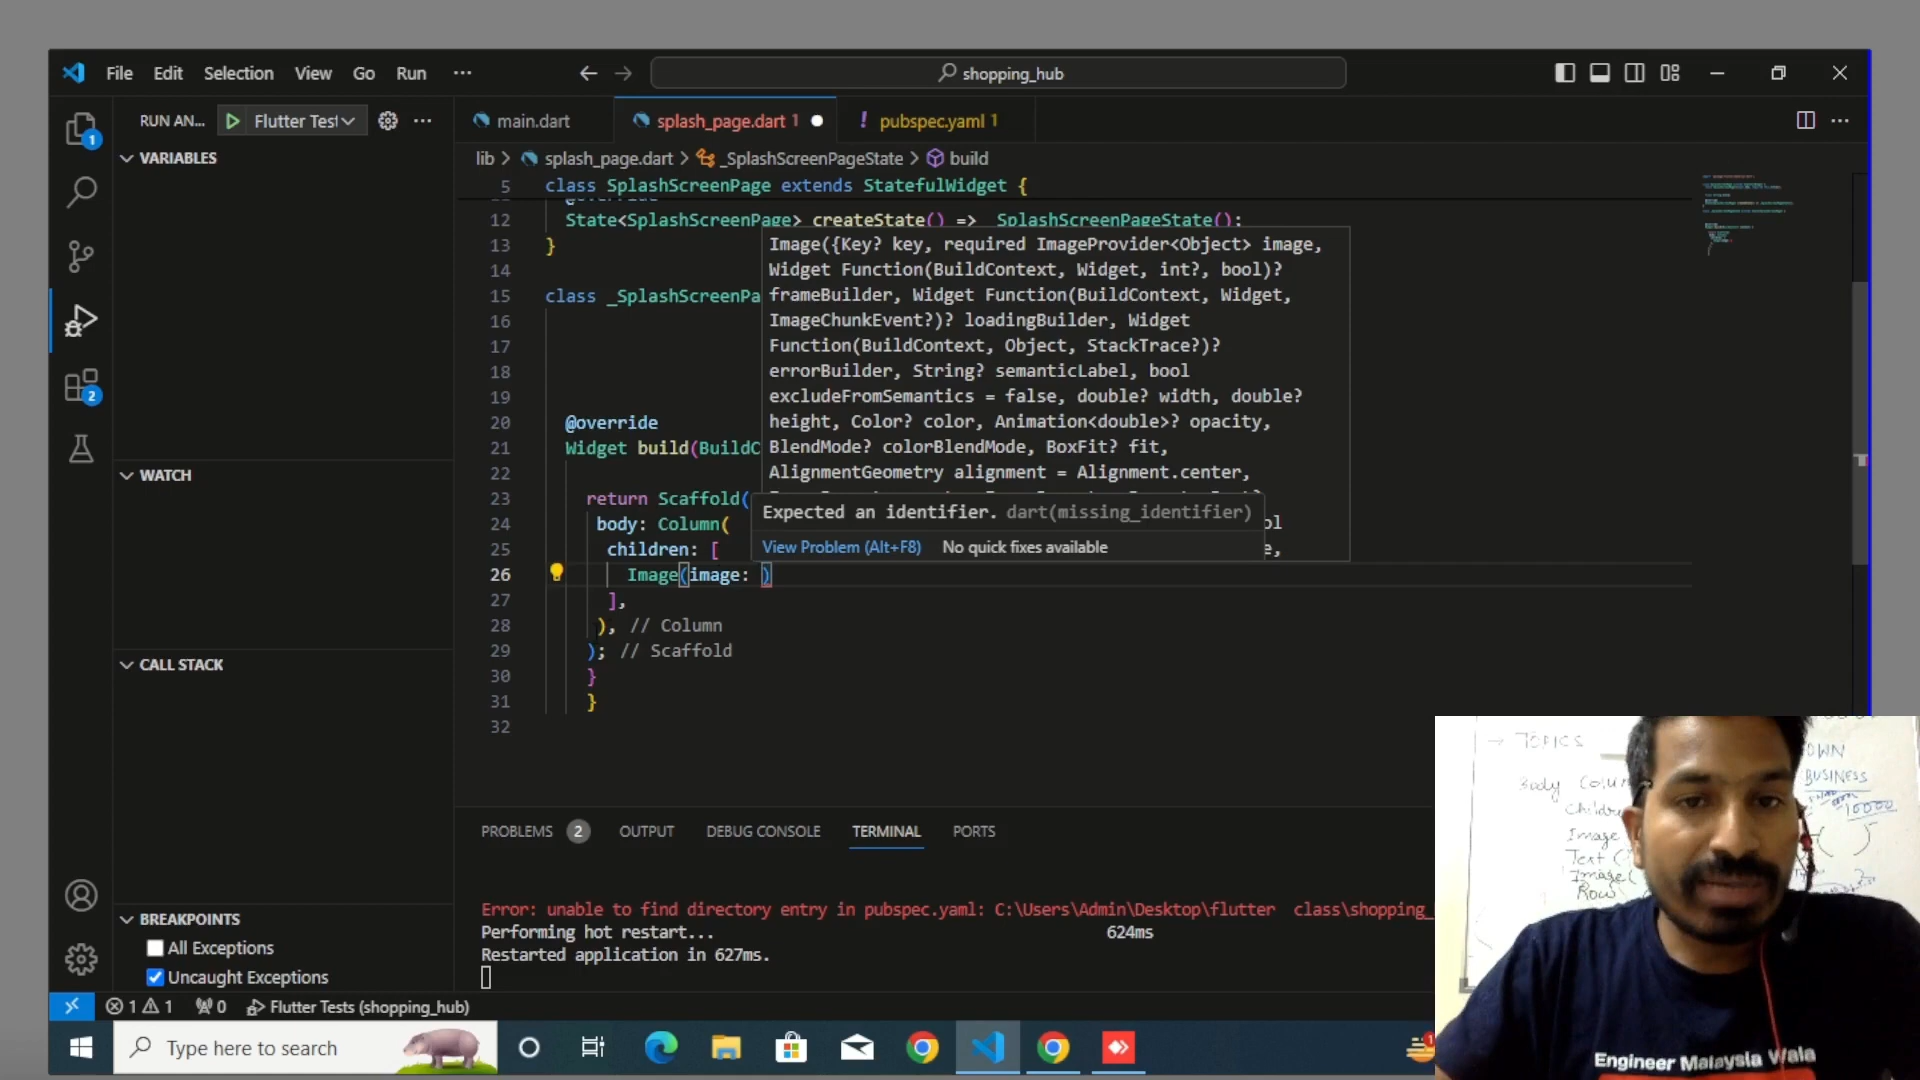 File Edit Selection View Go Run ···
shopping_hub
RUN AN... Flutter Test
main.dart
splash_page.dart 1
! pubspec.yaml 1
VARIABLES
lib > splash_page.dart > _SplashScreenPageState > build
5 class SplashScreenPage extends StatefulWidget {
@override
12 State<SplashScreenPage> createState() => _SplashScreenPageState();
13 }
14
15 class _SplashScreenPa
16
17
18
19
20 @override
21 Widget build(BuildC
22
23 return Scaffold(
24 body: Column(
25 children: [
26 Image(image: )
27 ],
28 ), // Column
29 ); // Scaffold
30 }
31 }
32
Image({Key? key, required ImageProvider<Object> image,
Widget Function(BuildContext, Widget, int?, bool)?
frameBuilder, Widget Function(BuildContext, Widget,
ImageChunkEvent?)? loadingBuilder, Widget
Function(BuildContext, Object, StackTrace?)?
errorBuilder, String? semanticLabel, bool
excludeFromSemantics = false, double? width, double?
height, Color? color, Animation<double>? opacity,
BlendMode? colorBlendMode, BoxFit? fit,
AlignmentGeometry alignment = Alignment.center,
Expected an identifier. dart(missing_identifier)
View Problem (Alt+F8) No quick fixes available
WATCH
CALL STACK
BREAKPOINTS
All Exceptions
Uncaught Exceptions
PROBLEMS 2 OUTPUT DEBUG CONSOLE TERMINAL PORTS
Error: unable to find directory entry in pubspec.yaml: C:\Users\Admin\Desktop\flutter class\shopping_
Performing hot restart... 624ms
Restarted application in 627ms.
1 1 0 Flutter Tests (shopping_hub)
Type here to search
→ TOPICS
Body Colum
Childre
Image
Text (
Image(
Row
OWN
BUSINESS
10000
Engineer Malaysia Wala